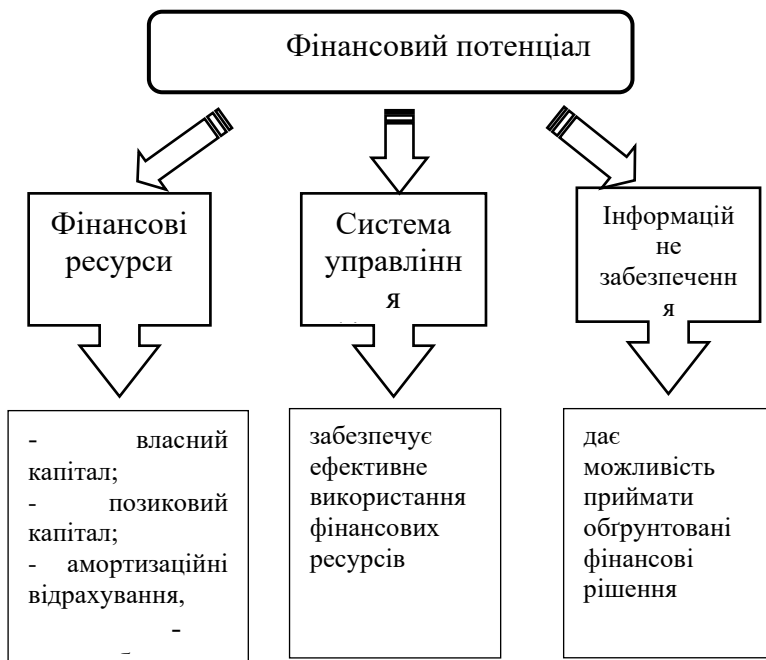 Фінансовий потенціал
Фінансові
ресурси
Система
управлінн
я
Інформацій
не
забезпеченн
я
- власний
капітал;
- позиковий
капітал;
- амортизаційні
відрахування,
-
забезпечує
ефективне
використання
фінансових
ресурсів
дає
можливість
приймати
обґрунтовані
фінансові
рішення